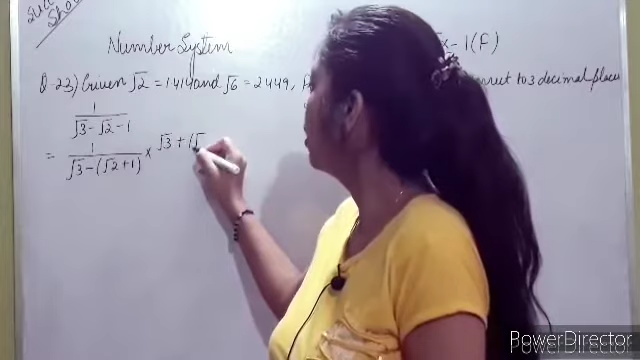 Number System
x - 1 (F)
Q-23) Given √2 = 1.414 and √6 = 2.449, correct to 3 decimal places
1
√3 - √2 - 1
= 1 × √3 + (√
√3 - (√2 + 1)
PowerDirector